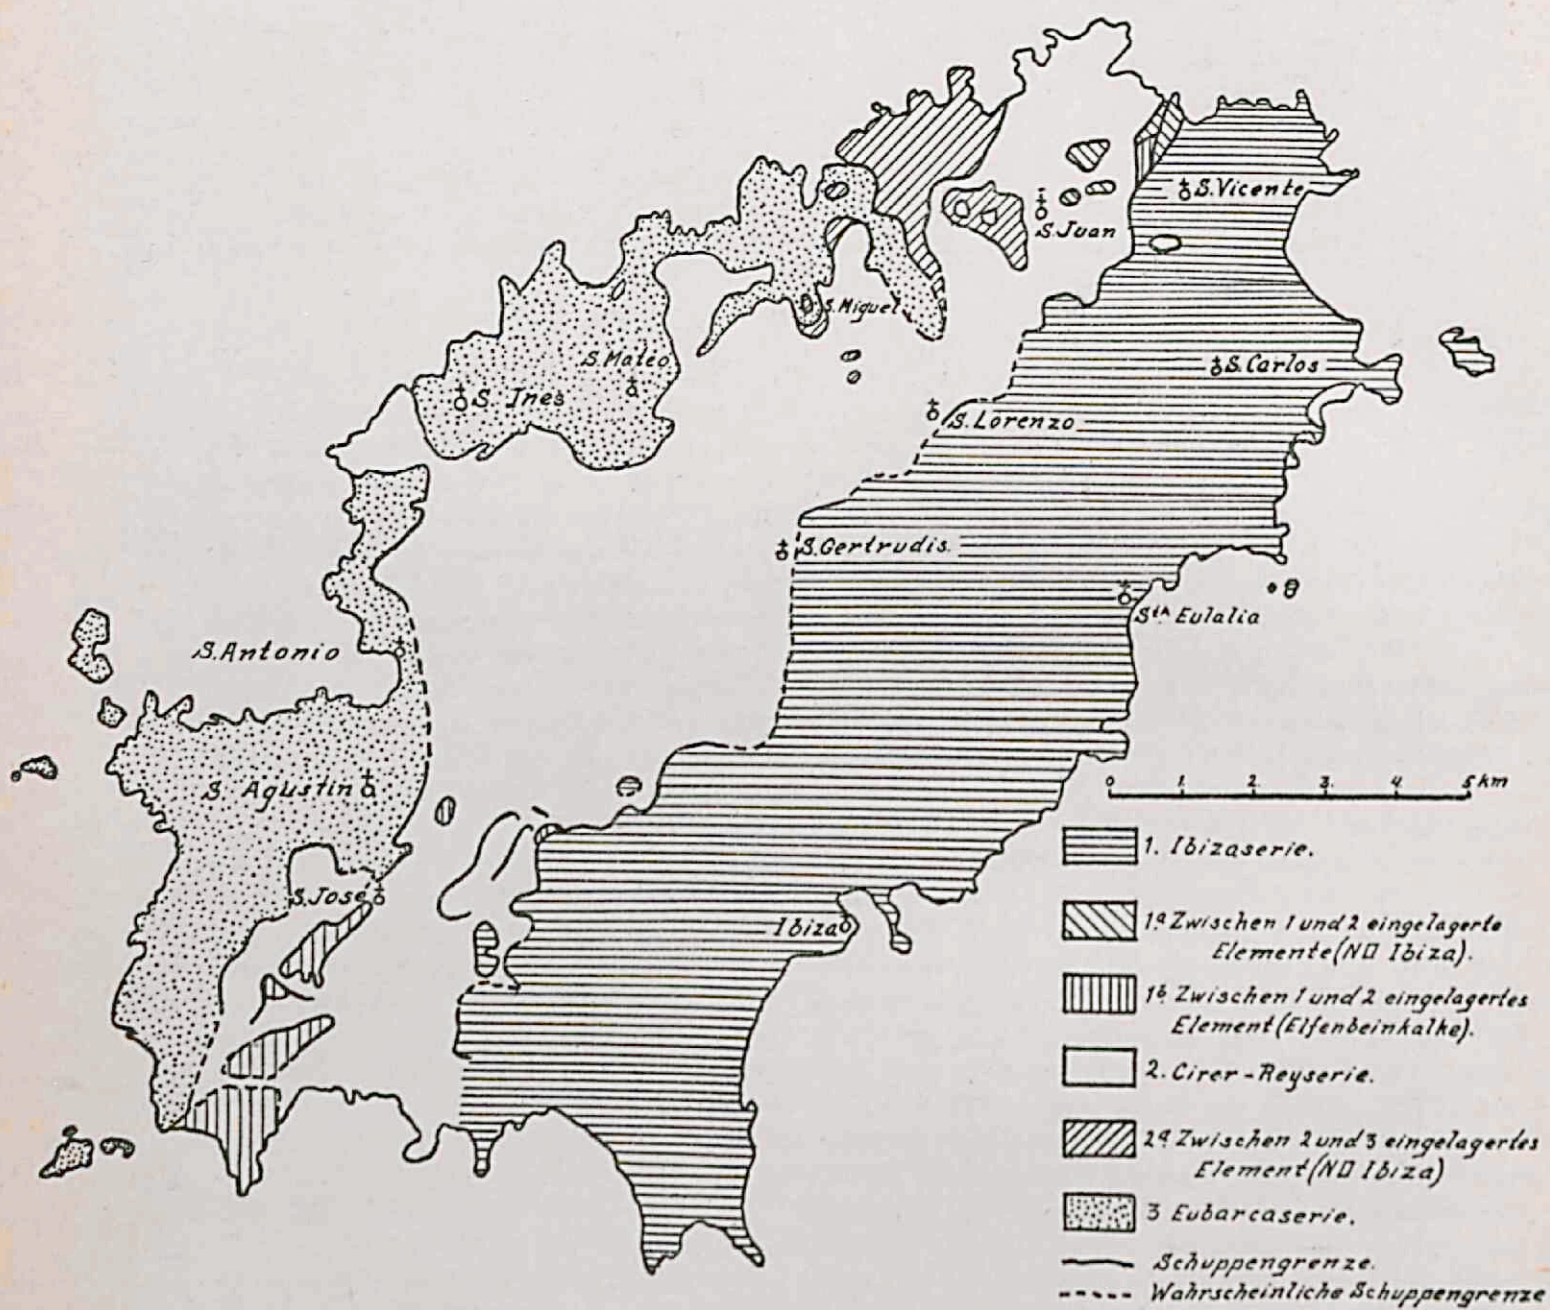 S. Vicente
S. Juan
S. Miguel
S. Mateo
S. Carlos
S. Jnes
S. Lorenzo
S. Gertrudis.
Stᴬ Eulalia
S. Antonio
S. Agustin
S. Jose
Ibiza
0 1 2 3. 4 5 km
1. Ibizaserie.
1ª Zwischen 1 und 2 eingelagerte
Elemente (NO Ibiza).
1ᵇ Zwischen 1 und 2 eingelagertes
Element (Elfenbeinkalke).
2. Cirer-Reyserie.
2ª Zwischen 2 und 3 eingelagertes
Element (NO Ibiza)
3 Eubarcaserie.
Schuppengrenze.
Wahrscheinliche Schuppengrenze